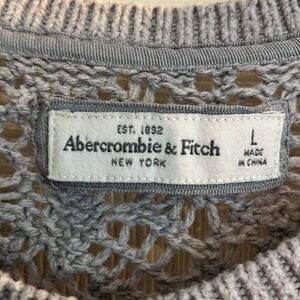 EST. 1892
Abercrombie & Fitch
NEW YORK
L
MADE
IN CHINA